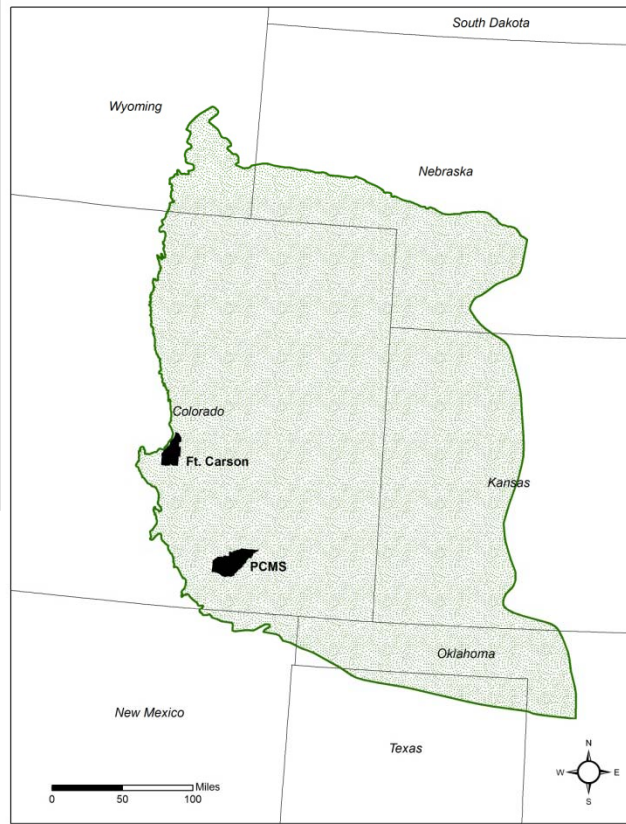 South Dakota
Wyoming
Nebraska
Colorado
Ft. Carson
Kansas
PCMS
Oklahoma
New Mexico
Texas
Miles
0 50 100
N
W E
S